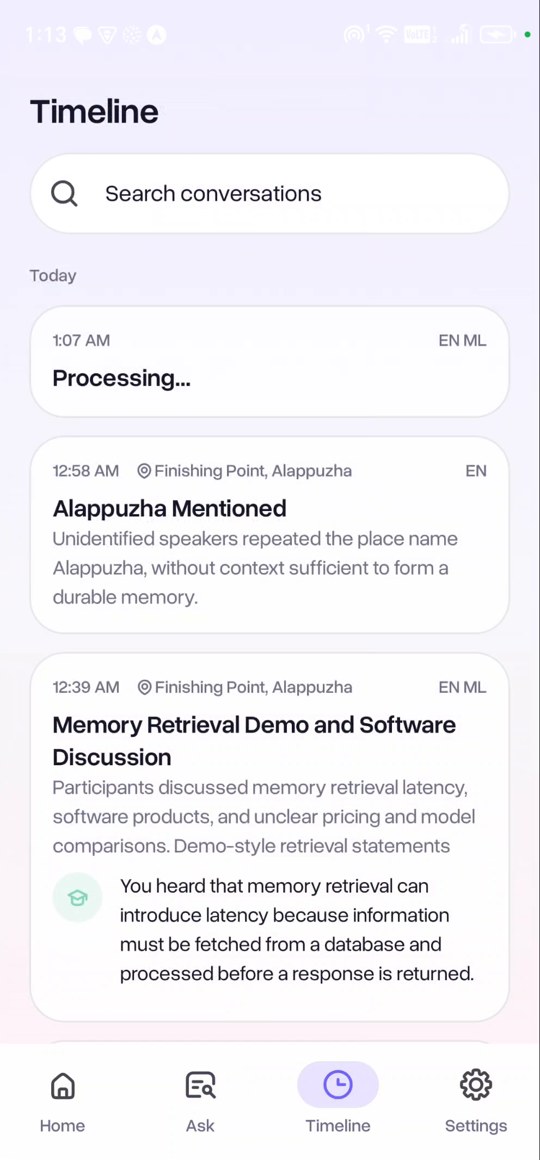 1:13
Timeline
Search conversations
Today
1:07 AM EN ML
Processing...
12:58 AM Finishing Point, Alappuzha EN
Alappuzha Mentioned
Unidentified speakers repeated the place name
Alappuzha, without context sufficient to form a
durable memory.
12:39 AM Finishing Point, Alappuzha EN ML
Memory Retrieval Demo and Software
Discussion
Participants discussed memory retrieval latency,
software products, and unclear pricing and model
comparisons. Demo-style retrieval statements
You heard that memory retrieval can
introduce latency because information
must be fetched from a database and
processed before a response is returned.
Home Ask Timeline Settings